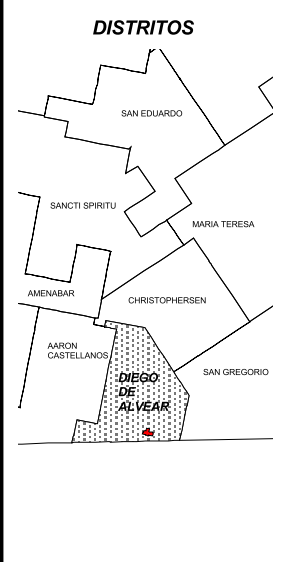 DISTRITOS
SAN EDUARDO
SANCTI SPIRITU
MARIA TERESA
AMENABAR
CHRISTOPHERSEN
AARON
CASTELLANOS
SAN GREGORIO
DIEGO
DE
ALVEAR